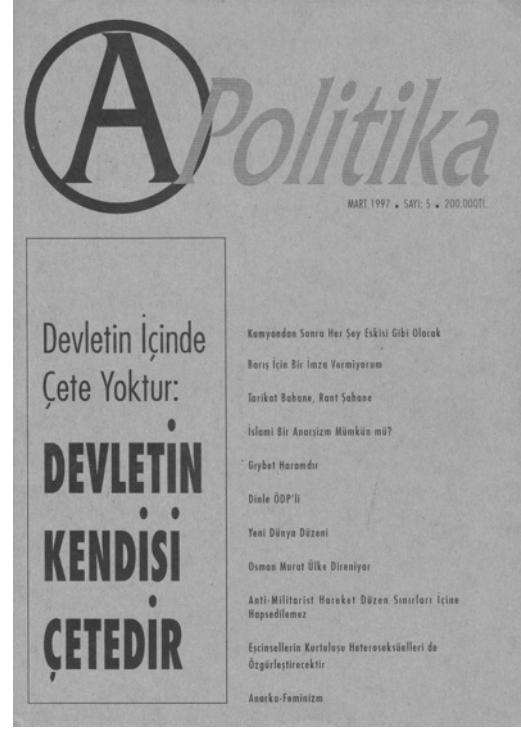 APolitika
MART 1997 • SAYI: 5 • 200.000TL.
Devletin İçinde
Çete Yoktur:
DEVLETİN
KENDİSİ
ÇETEDİR
Kamyondan Sonra Her Şey Eskisi Gibi Olacak
Barış İçin Bir İmza Vermiyorum
Tarikat Bahane, Rant Şahane
İslami Bir Anarşizm Mümkün mü?
Gıybet Haramdır
Dinle ÖDP'li
Yeni Dünya Düzeni
Osman Murat Ülke Direniyor
Anti-Militarist Hareket Düzen Sınırları İçine
Hapsedilemez
Eşcinsellerin Kurtuluşu Heteroseksüelleri de
Özgürleştirecektir
Anarko-Feminizm